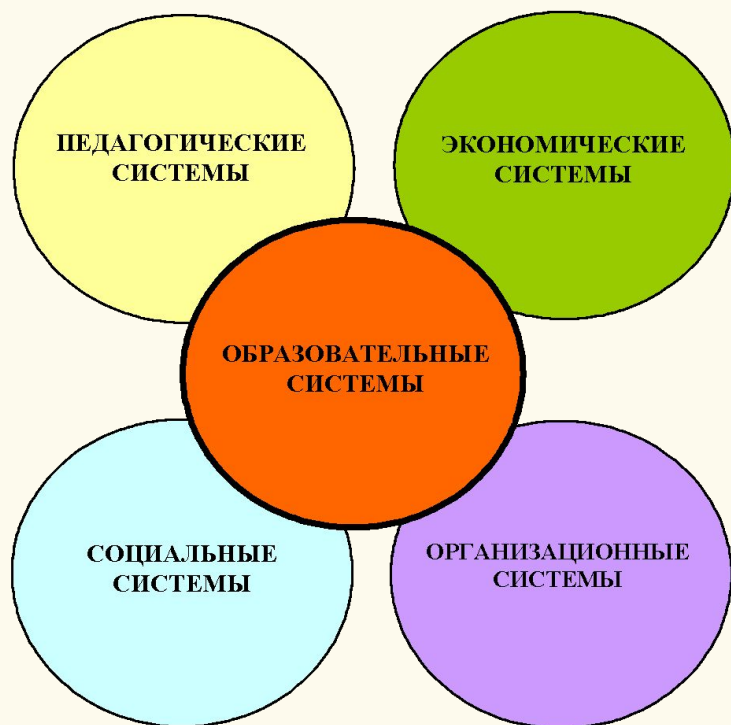 ПЕДАГОГИЧЕСКИЕ
СИСТЕМЫ
ЭКОНОМИЧЕСКИЕ
СИСТЕМЫ
ОБРАЗОВАТЕЛЬНЫЕ
СИСТЕМЫ
СОЦИАЛЬНЫЕ
СИСТЕМЫ
ОРГАНИЗАЦИОННЫЕ
СИСТЕМЫ